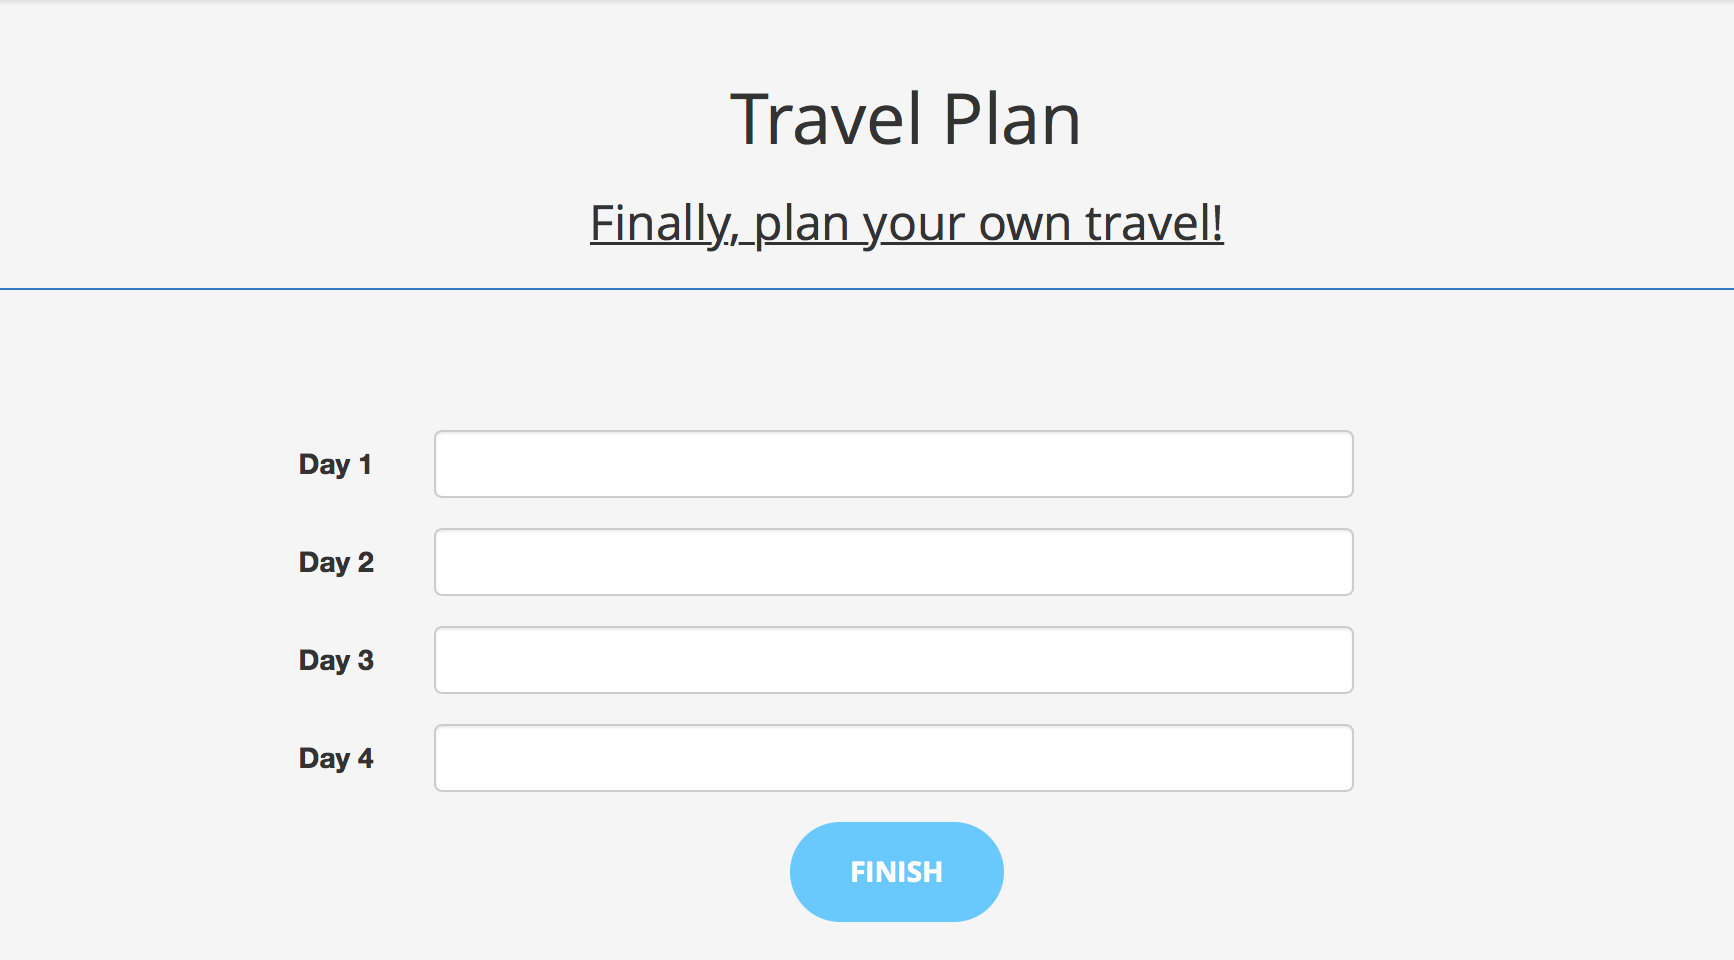 Travel Plan
Finally, plan your own travel!
Day 1
Day 2
Day 3
Day 4
FINISH